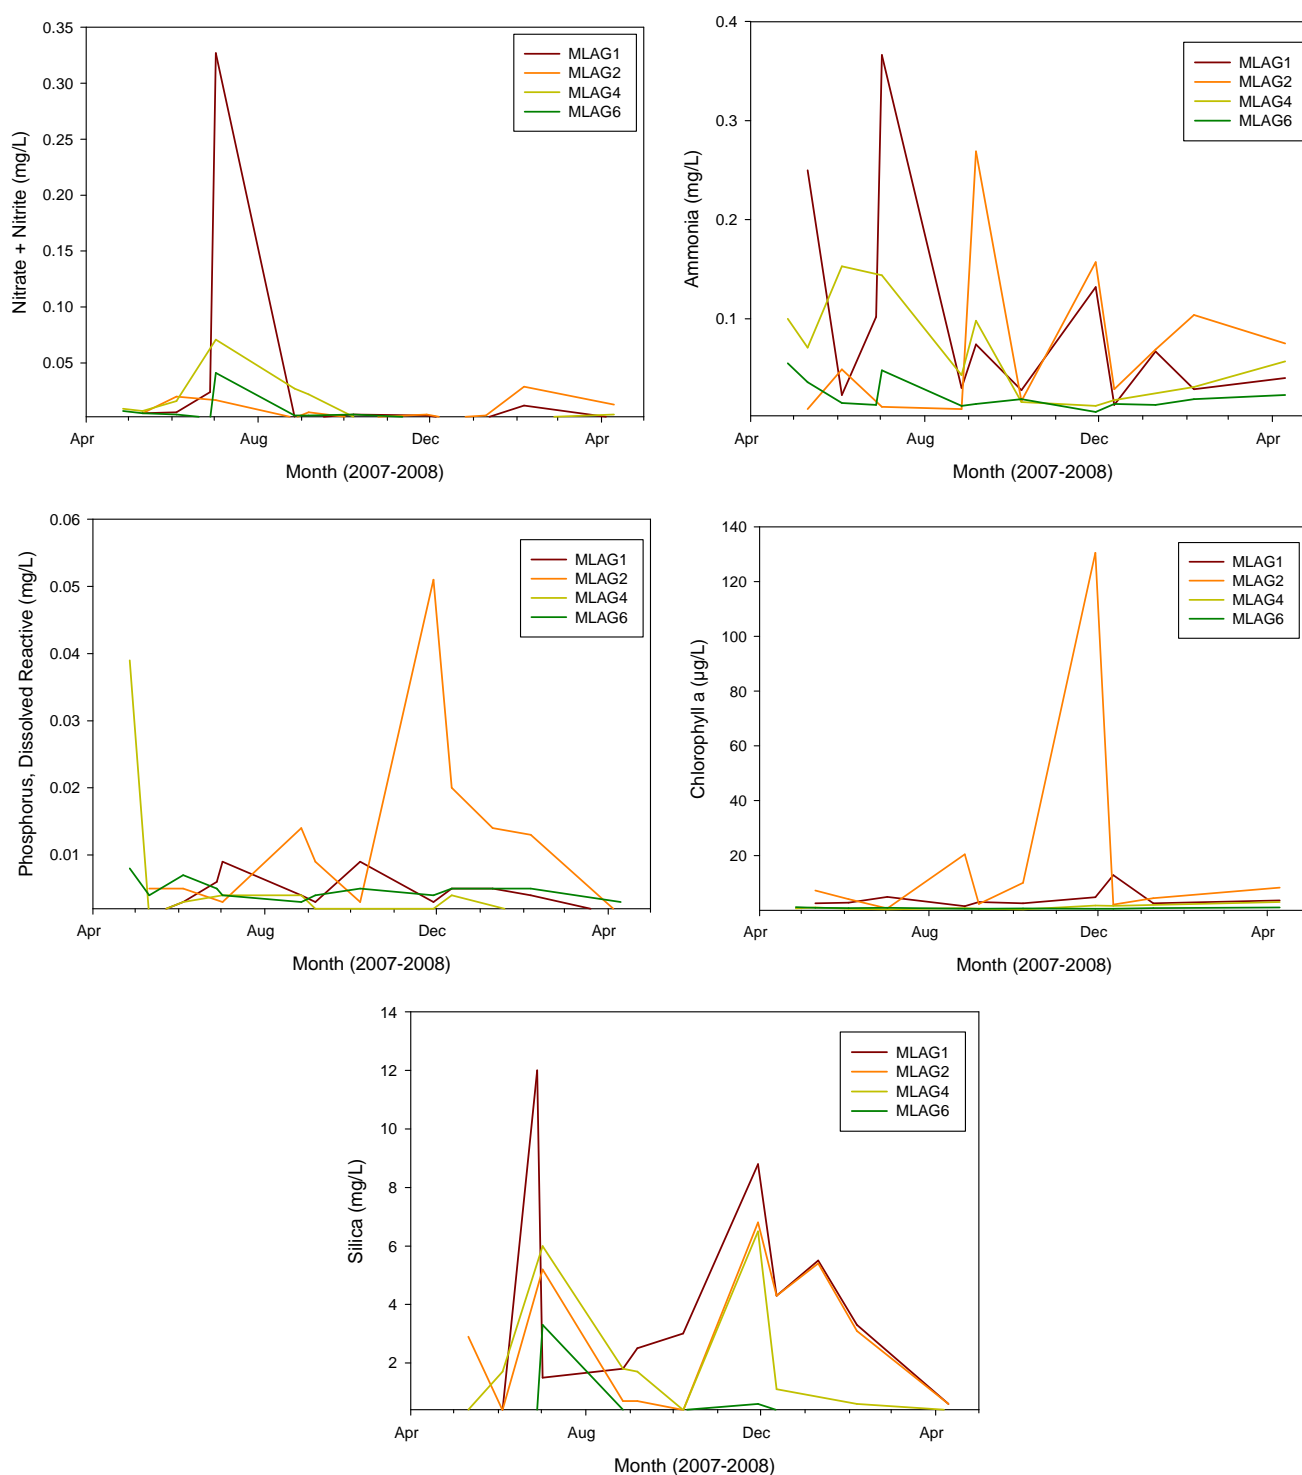 Nitrate + Nitrite (mg/L)
0.35
0.30
0.25
0.20
0.15
0.10
0.05
MLAG1
MLAG2
MLAG4
MLAG6
Apr Aug Dec Apr
Month (2007-2008)
Ammonia (mg/L)
0.4
0.3
0.2
0.1
MLAG1
MLAG2
MLAG4
MLAG6
Apr Aug Dec Apr
Month (2007-2008)
Phosphorus, Dissolved Reactive (mg/L)
0.06
0.05
0.04
0.03
0.02
0.01
MLAG1
MLAG2
MLAG4
MLAG6
Apr Aug Dec Apr
Month (2007-2008)
Chlorophyll a (µg/L)
140
120
100
80
60
40
20
MLAG1
MLAG2
MLAG4
MLAG6
Apr Aug Dec Apr
Month (2007-2008)
Silica (mg/L)
14
12
10
8
6
4
2
MLAG1
MLAG2
MLAG4
MLAG6
Apr Aug Dec Apr
Month (2007-2008)